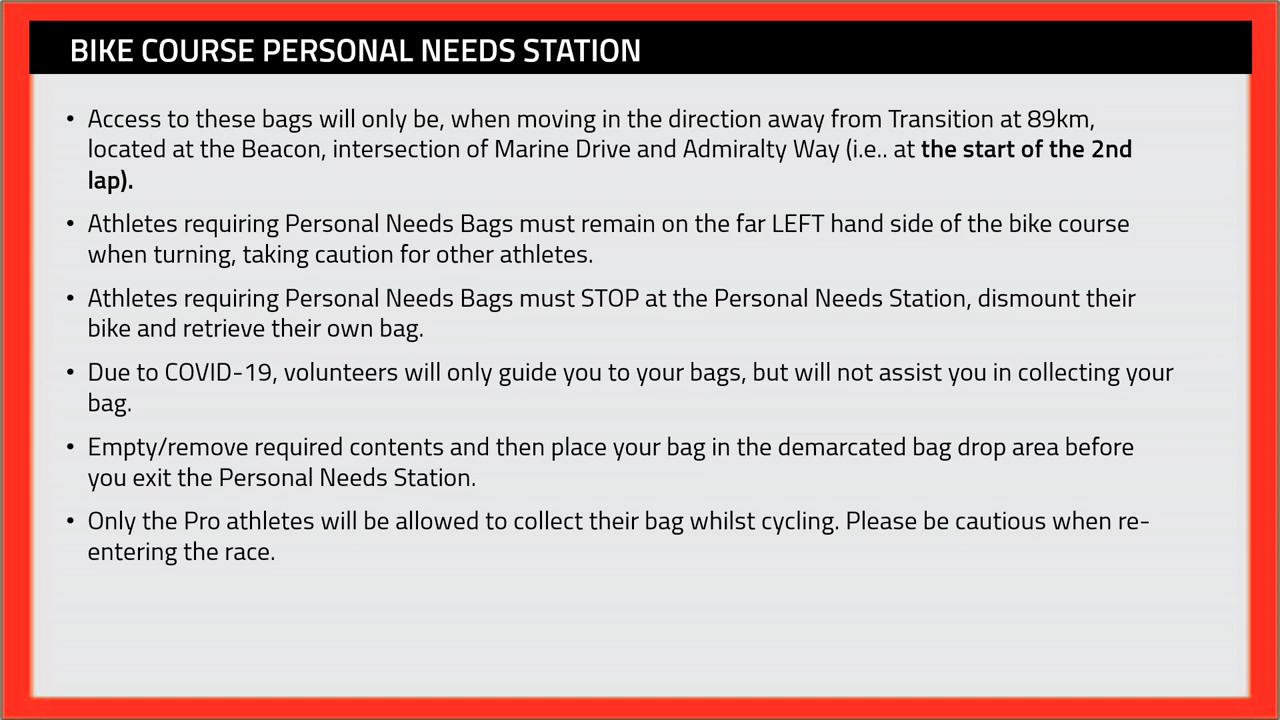 BIKE COURSE PERSONAL NEEDS STATION
• Access to these bags will only be, when moving in the direction away from Transition at 89km,
located at the Beacon, intersection of Marine Drive and Admiralty Way (i.e.. at the start of the 2nd
lap).
• Athletes requiring Personal Needs Bags must remain on the far LEFT hand side of the bike course
when turning, taking caution for other athletes.
• Athletes requiring Personal Needs Bags must STOP at the Personal Needs Station, dismount their
bike and retrieve their own bag.
• Due to COVID-19, volunteers will only guide you to your bags, but will not assist you in collecting your
bag.
• Empty/remove required contents and then place your bag in the demarcated bag drop area before
you exit the Personal Needs Station.
• Only the Pro athletes will be allowed to collect their bag whilst cycling. Please be cautious when re-
entering the race.